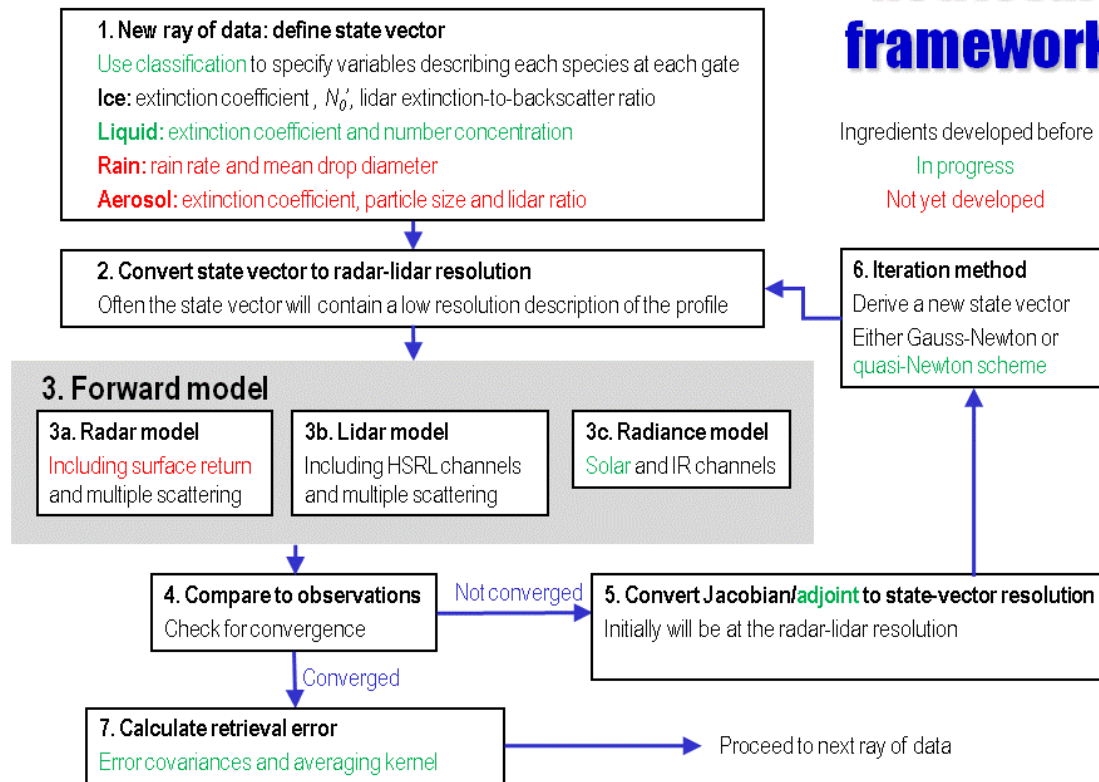 framework
1. New ray of data: define state vector
Use classification to specify variables describing each species at each gate
Ice: extinction coefficient , N0’, lidar extinction-to-backscatter ratio
Liquid: extinction coefficient and number concentration
Rain: rain rate and mean drop diameter
Aerosol: extinction coefficient, particle size and lidar ratio
Ingredients developed before
In progress
Not yet developed
2. Convert state vector to radar-lidar resolution
Often the state vector will contain a low resolution description of the profile
6. Iteration method
Derive a new state vector
Either Gauss-Newton or
quasi-Newton scheme
3. Forward model
3a. Radar model
Including surface return
and multiple scattering
3b. Lidar model
Including HSRL channels
and multiple scattering
3c. Radiance model
Solar and IR channels
4. Compare to observations
Check for convergence
Not converged
5. Convert Jacobian/adjoint to state-vector resolution
Initially will be at the radar-lidar resolution
Converged
7. Calculate retrieval error
Error covariances and averaging kernel
Proceed to next ray of data